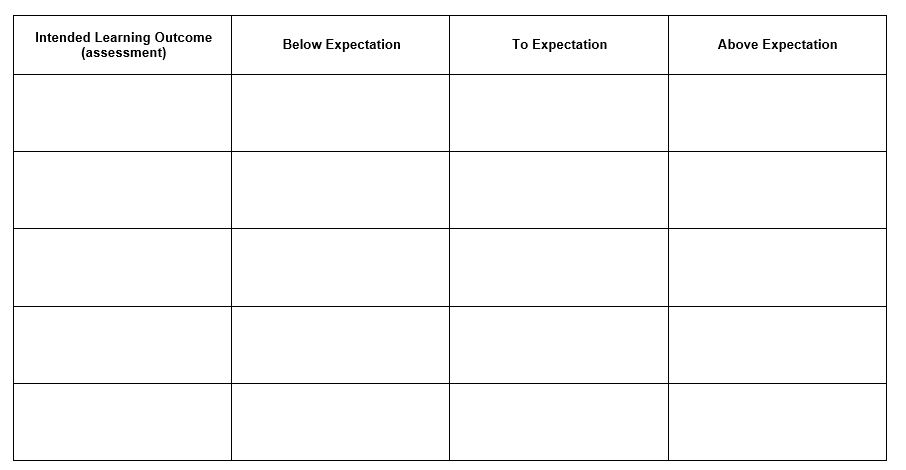 Intended Learning Outcome
(assessment)
Below Expectation
To Expectation
Above Expectation